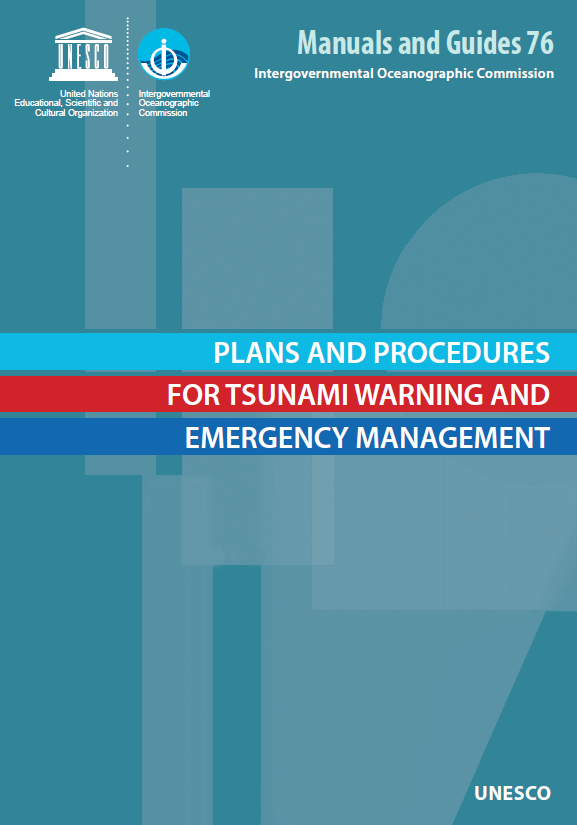 Manuals and Guides 76
Intergovernmental Oceanographic Commission
UNESCO
United Nations
Educational, Scientific and
Cultural Organization
Intergovernmental
Oceanographic
Commission
PLANS AND PROCEDURES
FOR TSUNAMI WARNING AND
EMERGENCY MANAGEMENT
UNESCO